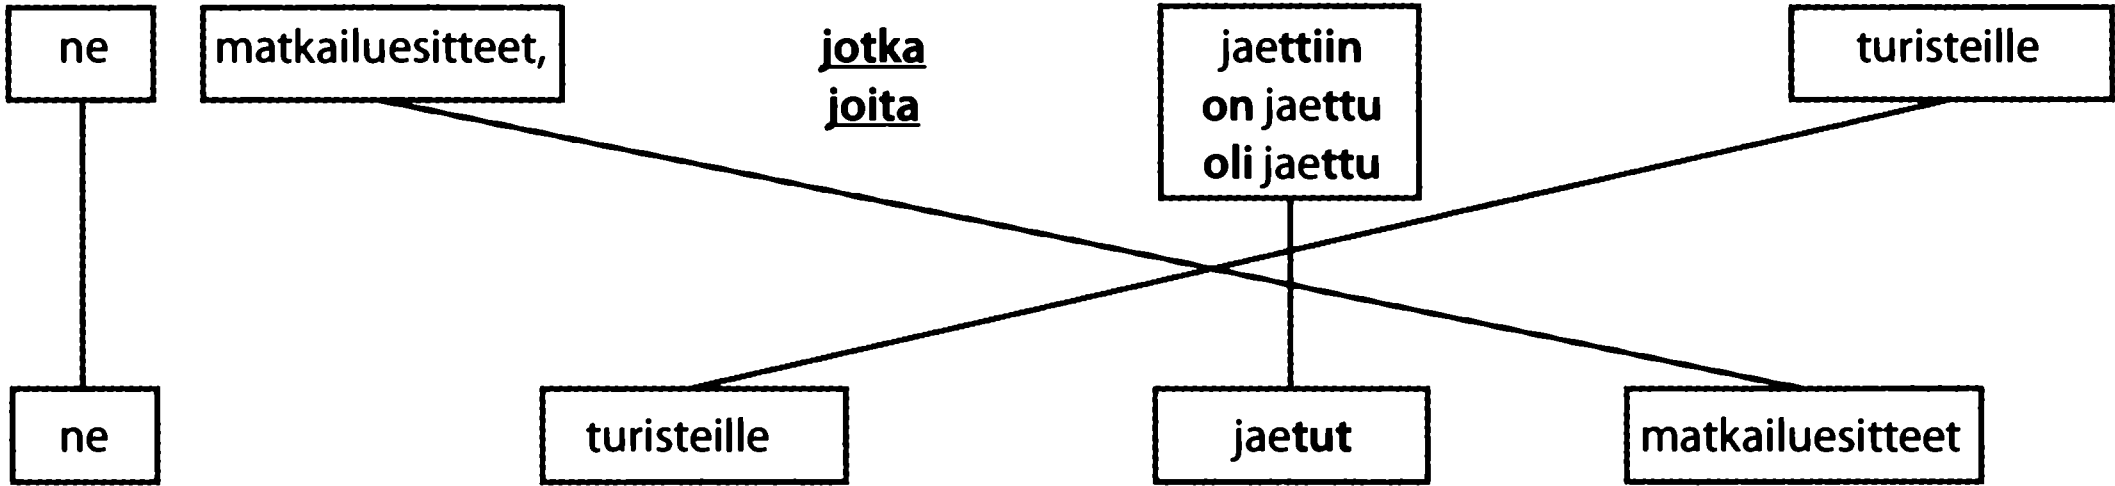 ne matkailuesitteet, jotka jaettiin turisteille
joita on jaettu
oli jaettu
ne turisteille jaetut matkailuesitteet